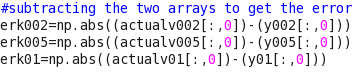 #subtracting the two arrays to get the error
erk002=np.abs((actualv002[:,0])-(y002[:,0]))
erk005=np.abs((actualv005[:,0])-(y005[:,0]))
erk01=np.abs((actualv01[:,0])-(y01[:,0]))